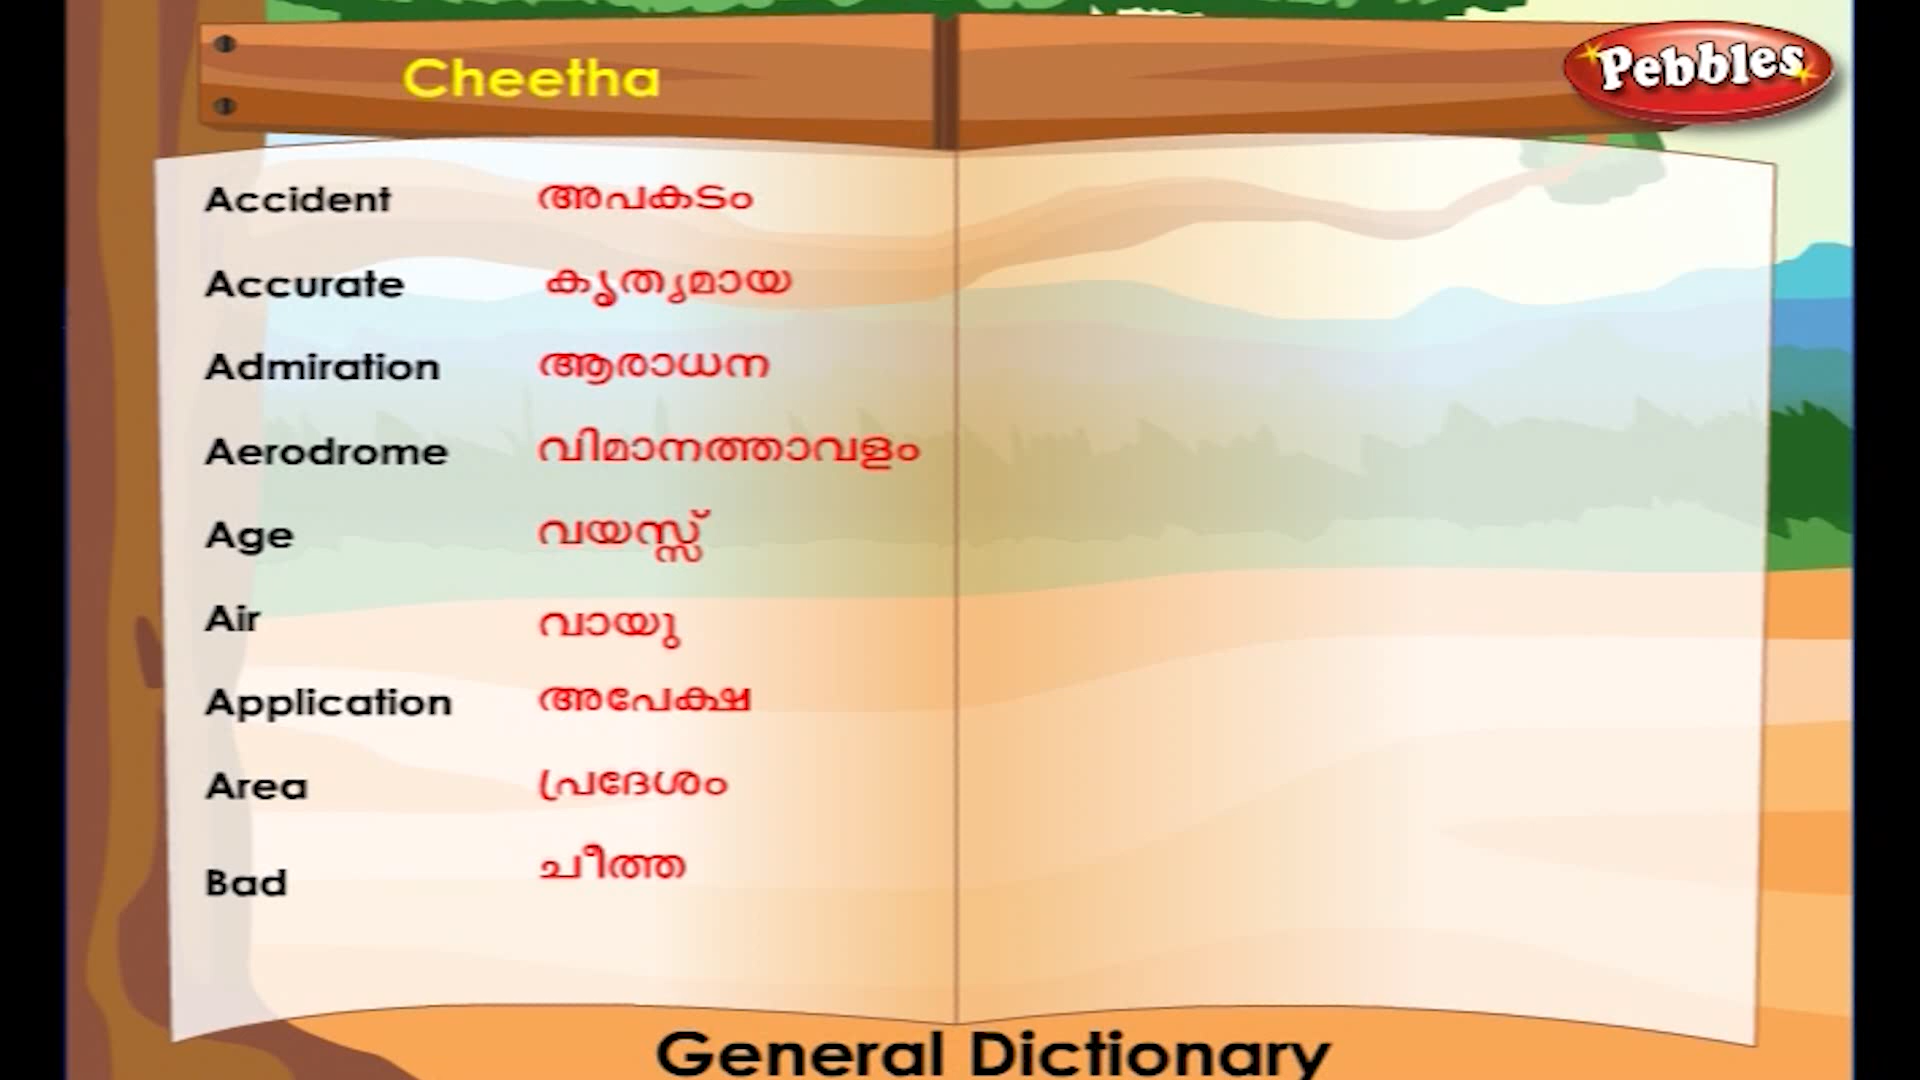 Cheetha
Pebbles
Accident അപകടം
Accurate കൃത്യമായ
Admiration ആരാധന
Aerodrome വിമാനത്താവളം
Age വയസ്സ്
Air വായു
Application അപേക്ഷ
Area പ്രദേശം
Bad ചീത്ത
General Dictionary